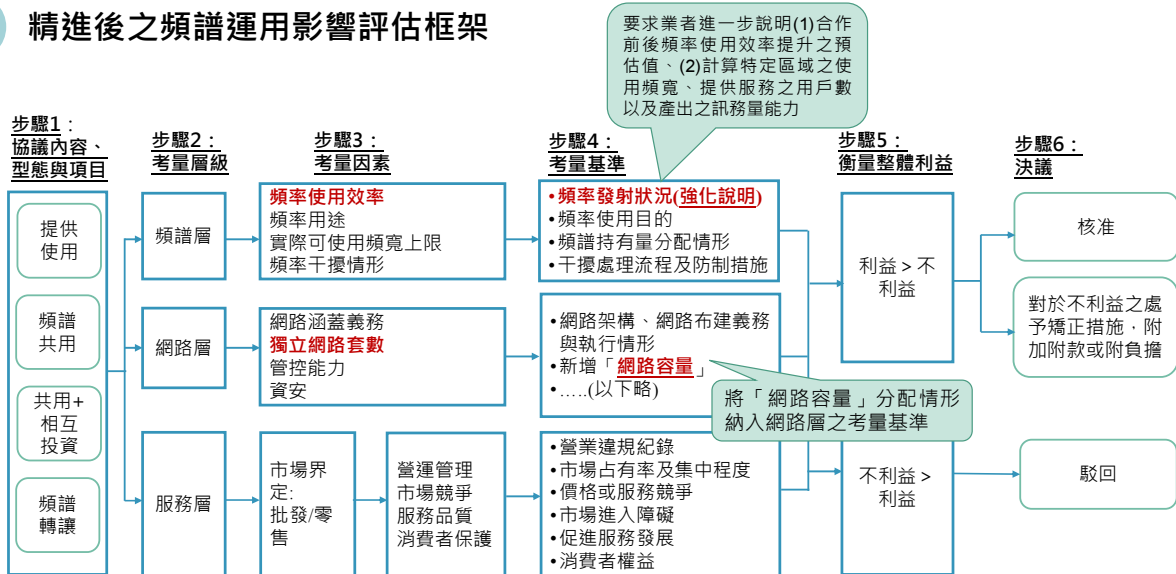 精進後之頻譜運用影響評估框架
要求業者進一步說明(1)合作
前後頻率使用效率提升之預
估值、(2)計算特定區域之使
用頻寬、提供服務之用戶數
以及產出之訊務量能力
步驟1：
協議內容、
型態與項目
步驟2：
考量層級
步驟3：
考量因素
步驟4：
考量基準
步驟5：
衡量整體利益
步驟6：
決議
提供
使用
頻譜
共用
共用+
相互
投資
頻譜
轉讓
頻譜層
網路層
服務層
頻率使用效率
頻率用途
實際可使用頻寬上限
頻率干擾情形
網路涵蓋義務
獨立網路套數
管控能力
資安
市場界
定:
批發/零
售
營運管理
市場競爭
服務品質
消費者保護
•頻率發射狀況(強化說明)
•頻率使用目的
•頻譜持有量分配情形
•干擾處理流程及防制措施
•網路架構、網路布建義務
與執行情形
•新增「網路容量」
•…..(以下略)
將「網路容量」分配情形
納入網路層之考量基準
•營業違規紀錄
•市場占有率及集中程度
•價格或服務競爭
•市場進入障礙
•促進服務發展
•消費者權益
利益 > 不
利益
不利益 >
利益
核准
對於不利益之處
予矯正措施，附
加附款或附負擔
駁回